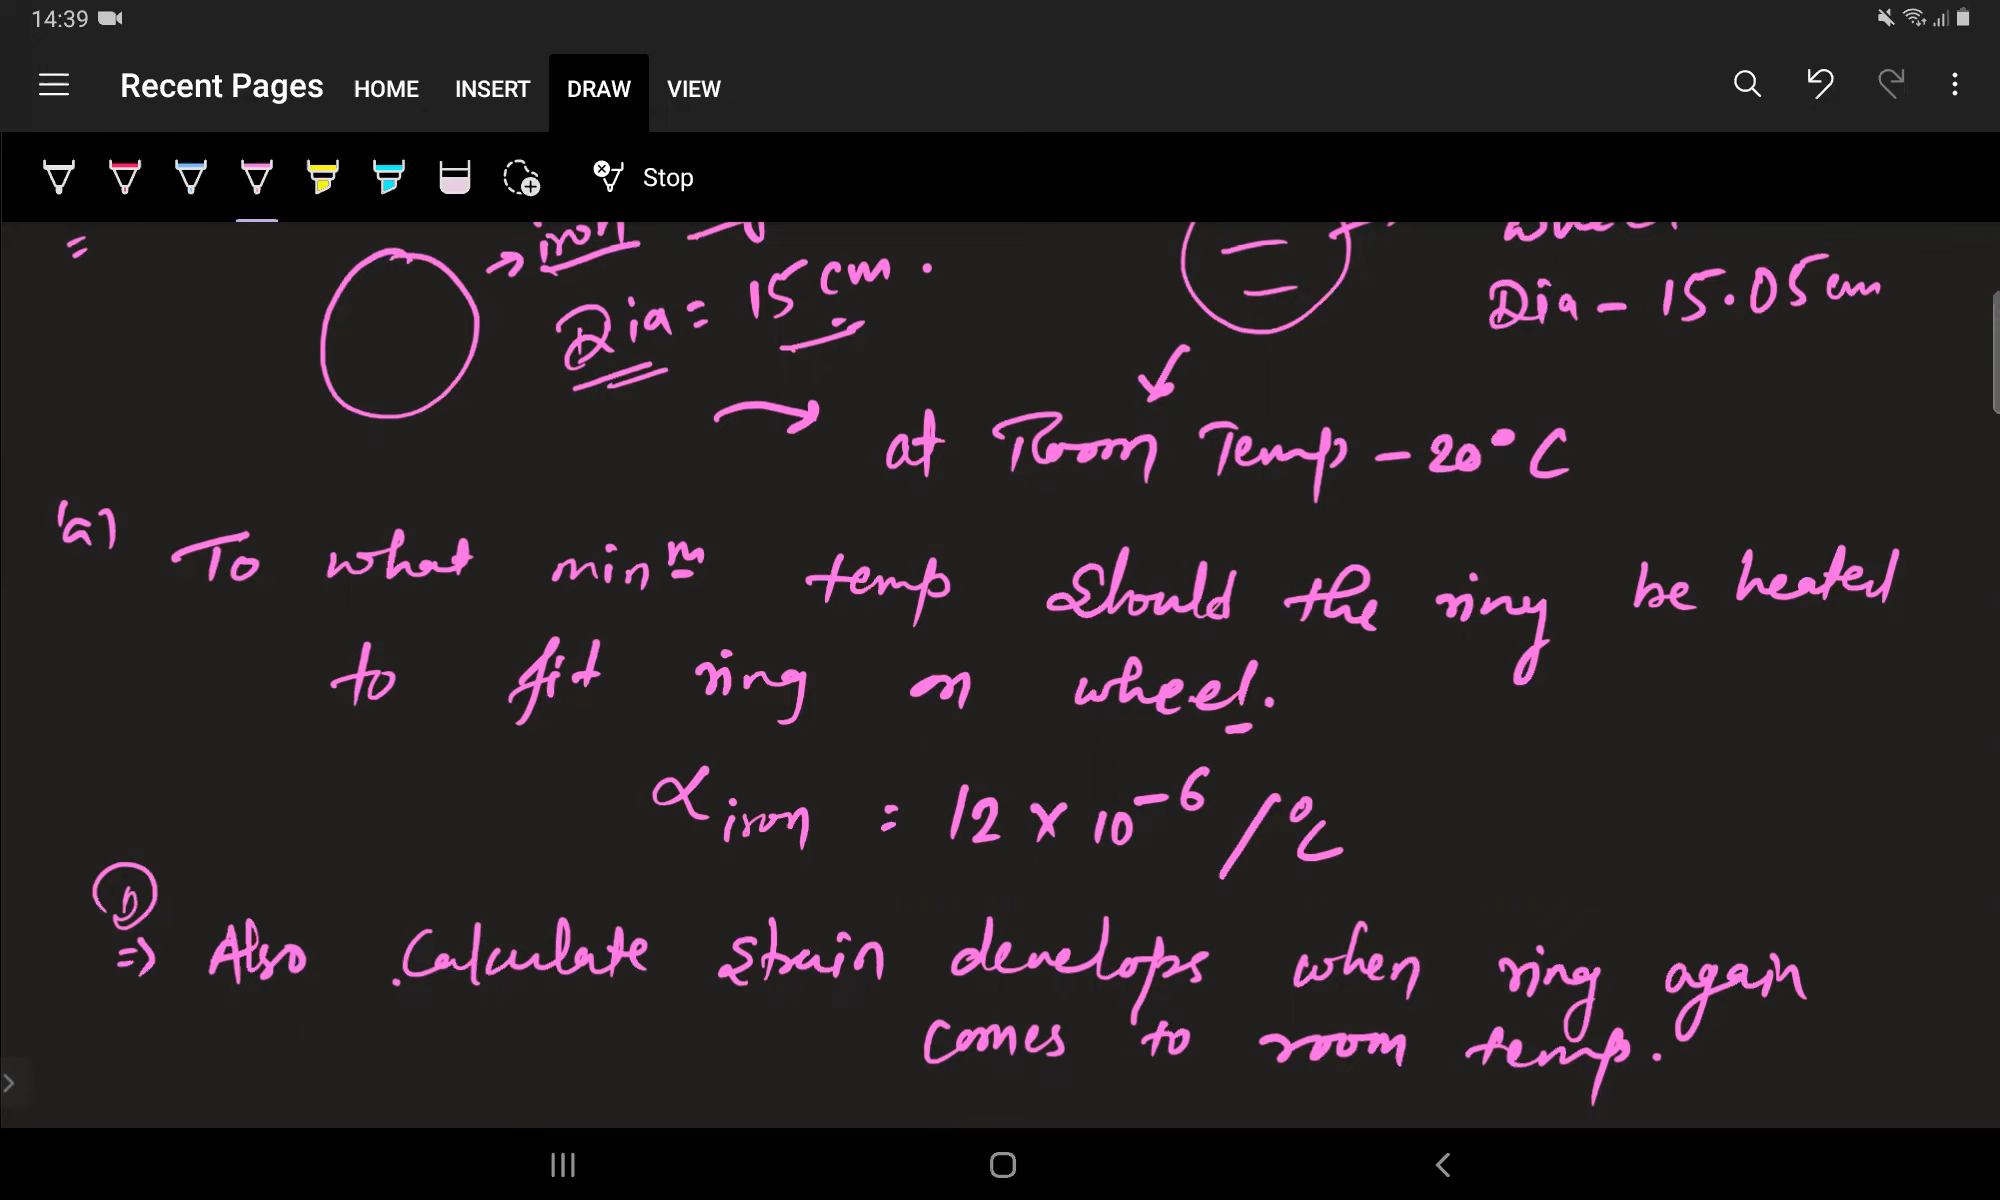 14:39
Recent Pages HOME INSERT DRAW VIEW
Stop
= → iron
Dia = 15 cm .
Dia - 15.05 cm
→ at Room Temp - 20°C
(a) To what min m temp should the ring be heated
to fit ring on wheel.
α iron = 12 x 10-6 /°C
b
⇒ Also Calculate strain develops when ring again
comes to room temp.